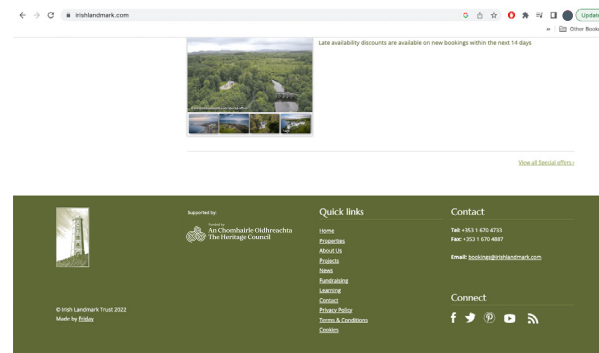 irishlandmark.com
Update
» Other Books
Late availability discounts are available on new bookings within the next 14 days
View all Special offers ›
Supported by:
An Chomhairle Oidhreachta
The Heritage Council
Quick links
Home
Properties
About Us
Projects
News
Fundraising
Learning
Contact
Privacy Policy
Terms & Conditions
Cookies
Contact
Tel: +353 1 670 4733
Fax: +353 1 670 4887
Email: bookings@irishlandmark.com
Connect
© Irish Landmark Trust 2022
Made by Friday